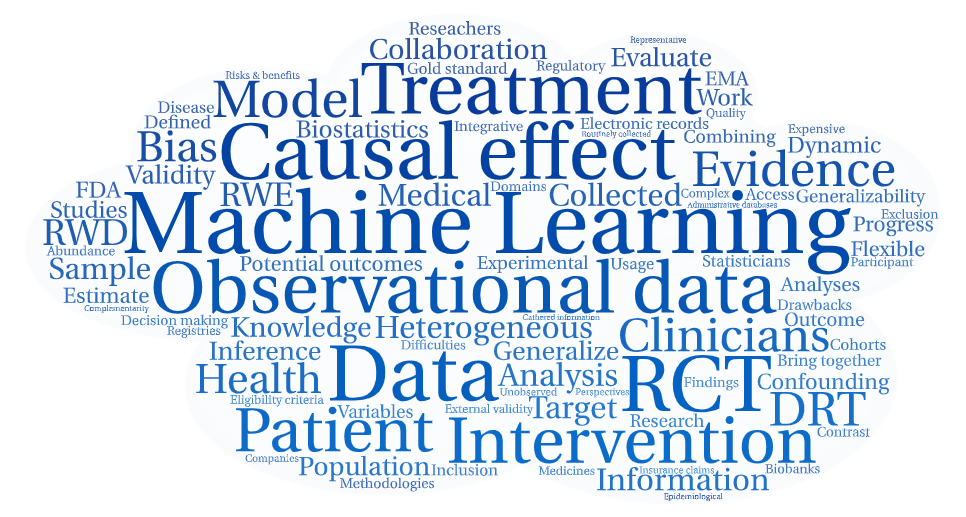 Reseachers
Representative
Collaboration
Evaluate
Gold standard
Regulatory
Risks & benefits
Treatment
EMA
Model
Work
Disease
Quality
Defined
Biostatistics
Integrative
Electronic records
Routinely collected
Combining
Expensive
Bias
Causal effect
Dynamic
Validity
Evidence
FDA
RWE
Medical
Domains
Collected
Complex
Access
Generalizability
Administrative databases
Studies
Machine Learning
Exclusion
RWD
Progress
Abundance
Flexible
Sample
Potential outcomes
Experimental
Usage
Statisticians
Participant
Estimate
Observational data
Analyses
Complementarity
Drawbacks
Decision making
Gathered information
Outcome
Registries
Knowledge
Heterogeneous
Clinicians
Cohorts
Inference
Difficulties
Generalize
Bring together
Health
Data
Analysis
RCT
Findings
Confounding
Unobserved
Perspectives
Eligibility criteria
Variables
External validity
Target
DRT
Patient
Research
Intervention
Contrast
Companies
Population
Inclusion
Medicines
Insurance claims
Biobanks
Methodologies
Information
Epidemiological